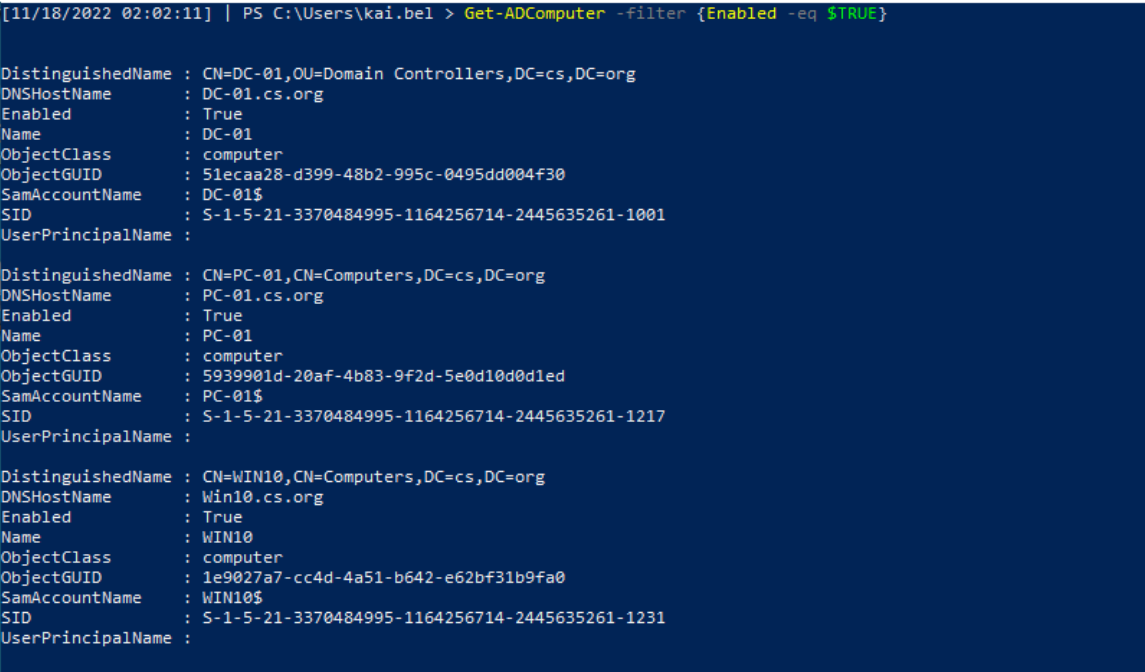 [11/18/2022 02:02:11] | PS C:\Users\kai.bel > Get-ADComputer -filter {Enabled -eq $TRUE}
DistinguishedName : CN=DC-01,OU=Domain Controllers,DC=cs,DC=org
DNSHostName : DC-01.cs.org
Enabled : True
Name : DC-01
ObjectClass : computer
ObjectGUID : 51ecaa28-d399-48b2-995c-0495dd004f30
SamAccountName : DC-01$
SID : S-1-5-21-3370484995-1164256714-2445635261-1001
UserPrincipalName :
DistinguishedName : CN=PC-01,CN=Computers,DC=cs,DC=org
DNSHostName : PC-01.cs.org
Enabled : True
Name : PC-01
ObjectClass : computer
ObjectGUID : 5939901d-20af-4b83-9f2d-5e0d10d0d1ed
SamAccountName : PC-01$
SID : S-1-5-21-3370484995-1164256714-2445635261-1217
UserPrincipalName :
DistinguishedName : CN=WIN10,CN=Computers,DC=cs,DC=org
DNSHostName : Win10.cs.org
Enabled : True
Name : WIN10
ObjectClass : computer
ObjectGUID : 1e9027a7-cc4d-4a51-b642-e62bf31b9fa0
SamAccountName : WIN10$
SID : S-1-5-21-3370484995-1164256714-2445635261-1231
UserPrincipalName :